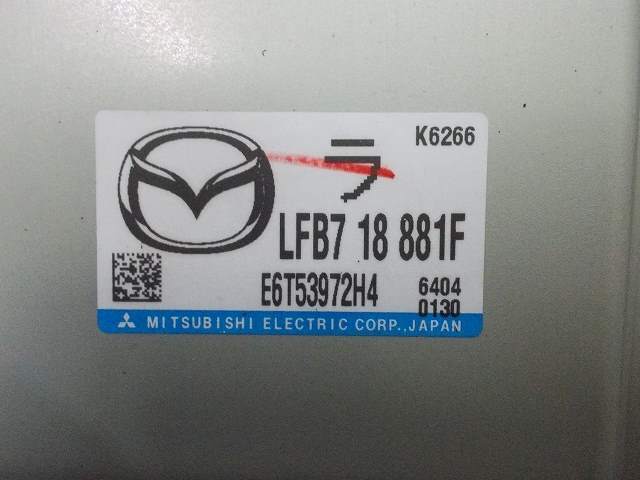 K6266
ラ
LFB7 18 881F
E6T53972H4
6404
0130
MITSUBISHI ELECTRIC CORP.,JAPAN